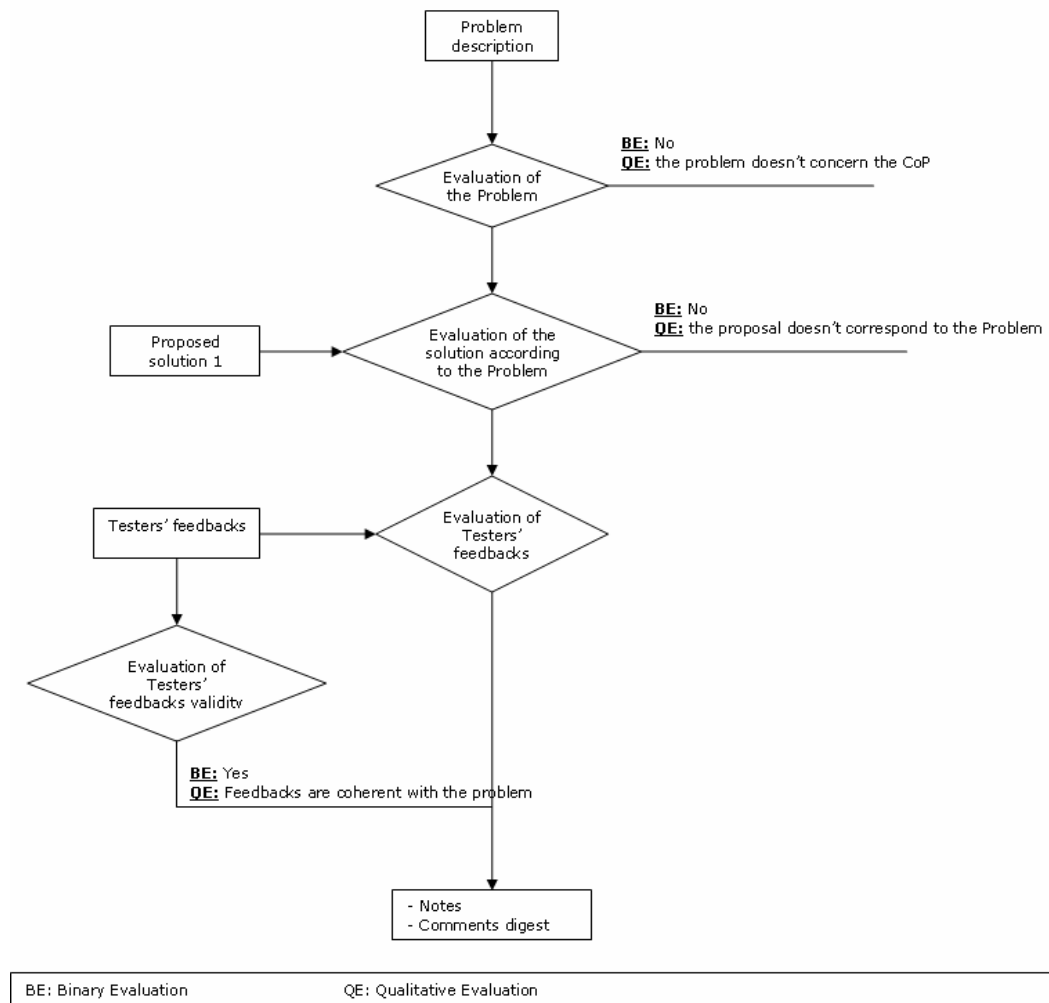 Problem
description
BE: No
QE: the problem doesn't concern the CoP
Evaluation of
the Problem
BE: No
QE: the proposal doesn't correspond to the Problem
Proposed
solution 1
Evaluation of the
solution according
to the Problem
Testers' feedbacks
Evaluation of
Testers'
feedbacks
Evaluation of
Testers'
feedbacks validity
BE: Yes
QE: Feedbacks are coherent with the problem
- Notes
- Comments digest
BE: Binary Evaluation
QE: Qualitative Evaluation